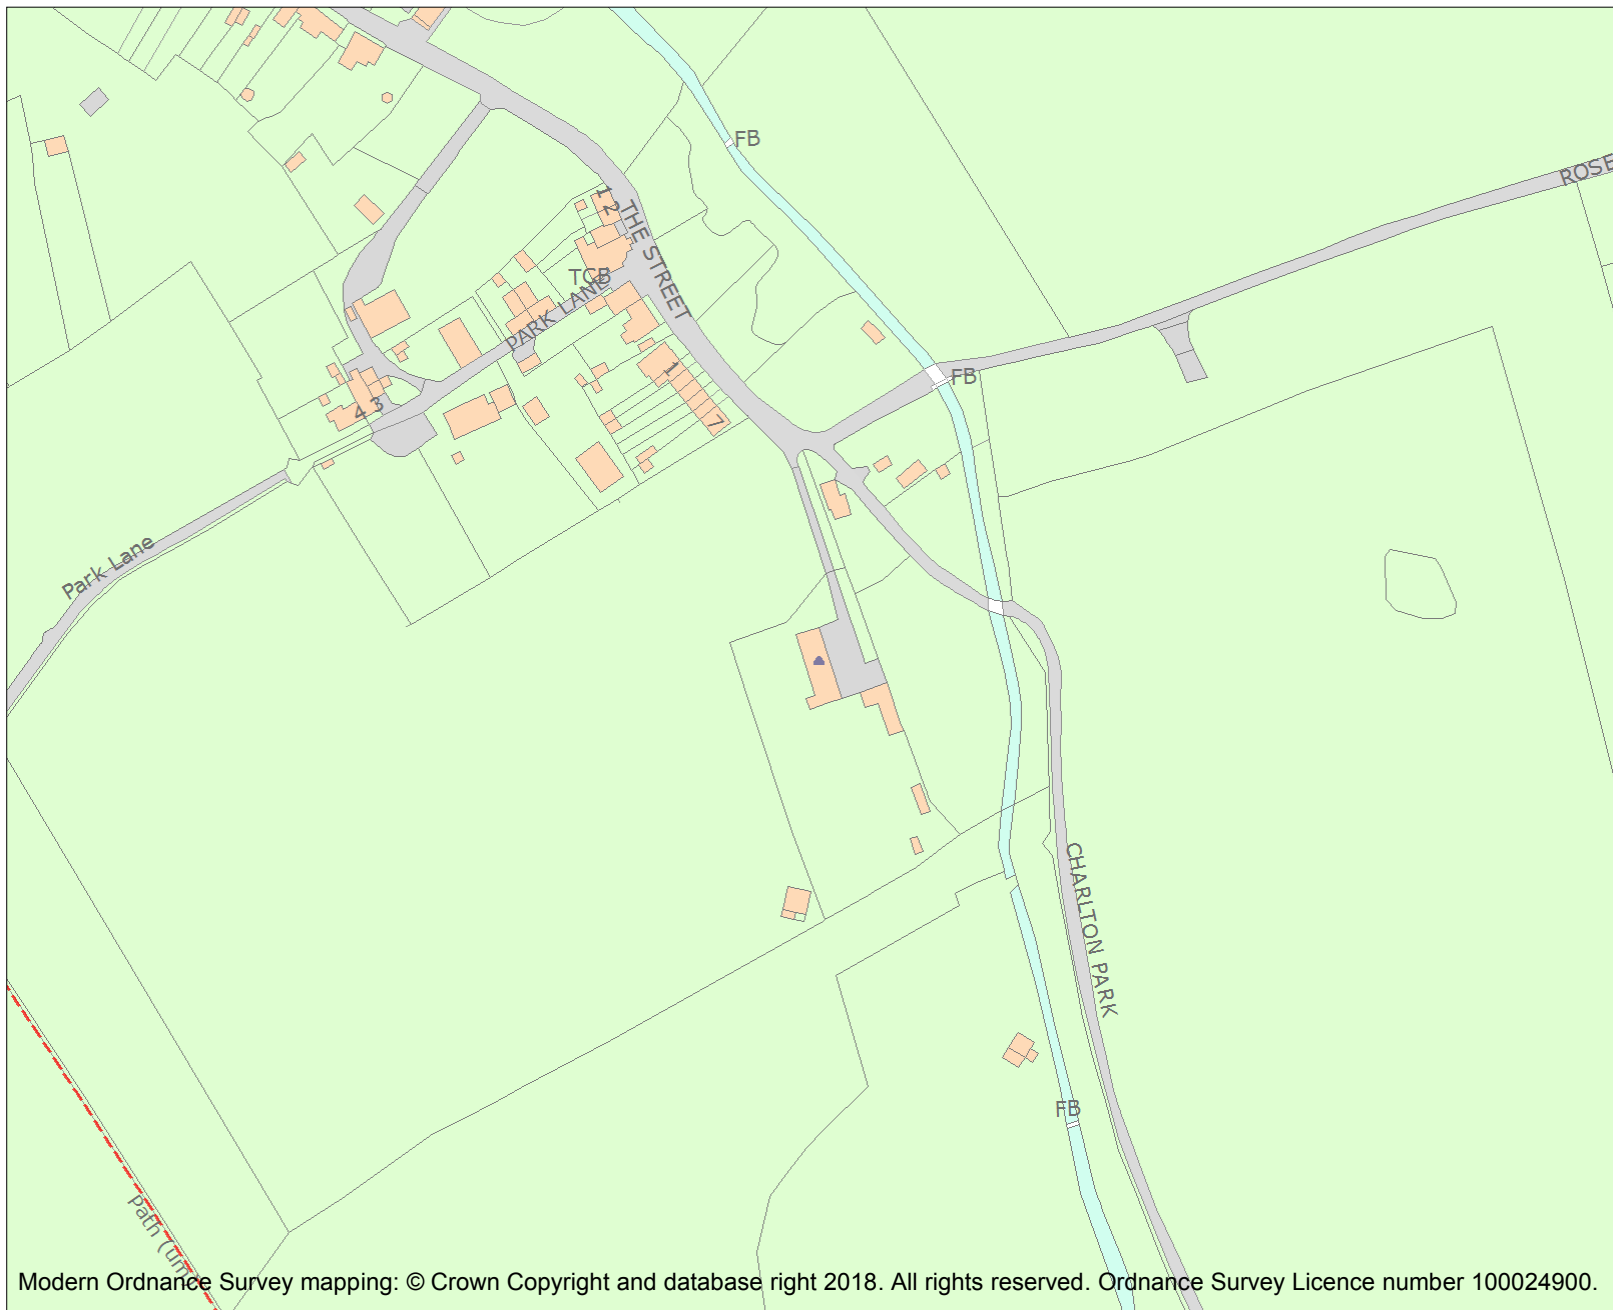 FB
ROSE
1 2
THE STREET
TCB
PARK LANE
1
7
FB
4 3
Park Lane
CHARLTON PARK
FB
Path (um)
Modern Ordnance Survey mapping: © Crown Copyright and database right 2018. All rights reserved. Ordnance Survey Licence number 100024900.